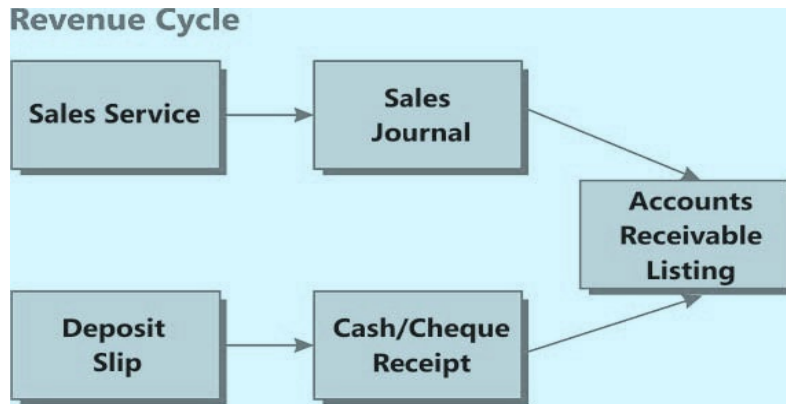 Revenue Cycle
Sales Service
Sales
Journal
Accounts
Receivable
Listing
Deposit
Slip
Cash/Cheque
Receipt